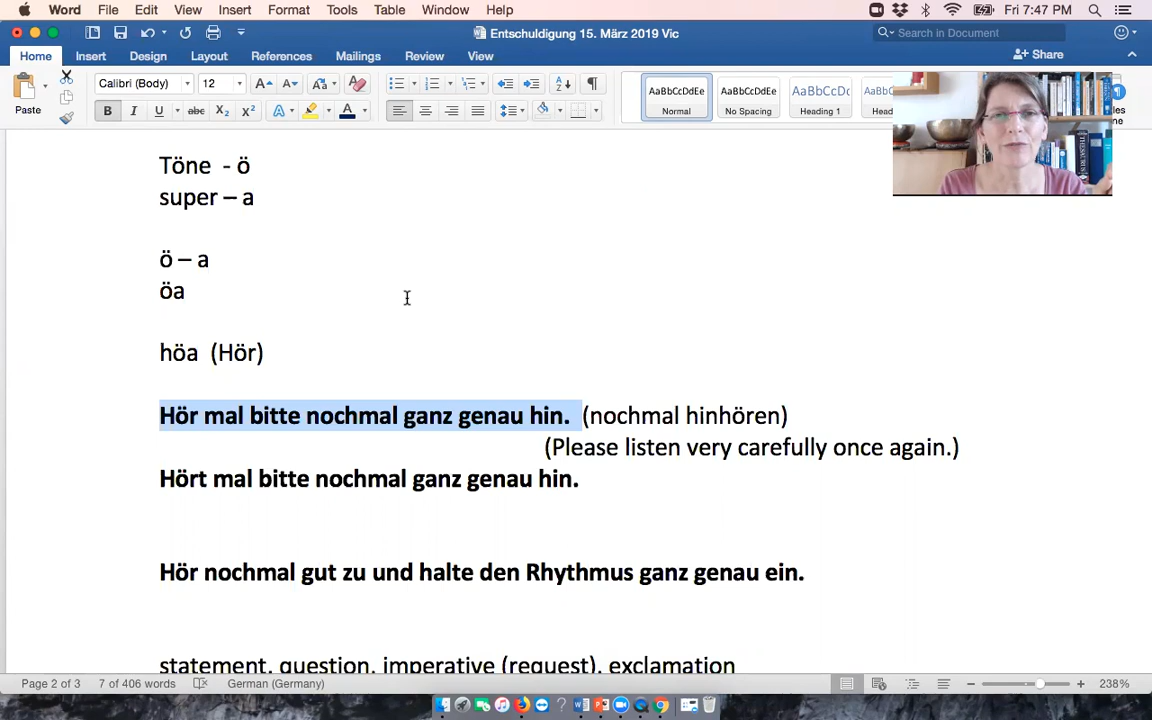 Word File Edit View Insert Format Tools Table Window Help Fri 7:47 PM
Entschuldigung 15. März 2019 Vic
Search in Document
Home Insert Design Layout References Mailings Review View Share
Paste
Calibri (Body) 12
B I U abc X₂ X² A A
AaBbCcDdEe AaBbCcDdEe AaBbCcDc
Normal No Spacing Heading 1
THESAURUS
Töne - ö
super – a
ö – a
öa
höa (Hör)
Hör mal bitte nochmal ganz genau hin. (nochmal hinhören)
(Please listen very carefully once again.)
Hört mal bitte nochmal ganz genau hin.
Hör nochmal gut zu und halte den Rhythmus ganz genau ein.
statement, question, imperative (request), exclamation
Page 2 of 3 7 of 406 words German (Germany) 238%